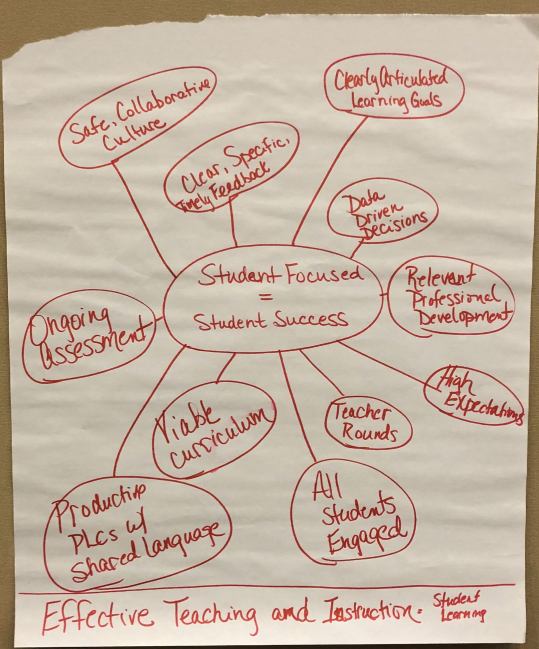 Safe, Collaborative
Culture
Clearly Articulated
Learning Goals
Clear, Specific,
Timely Feedback
Data
Driven
Decisions
Student Focused
=
Student Success
Relevant
Professional
Development
Ongoing
Assessment
High
Expectations
Viable
curriculum
Teacher
Rounds
Productive
PLCs w/
Shared Language
All
Students
Engaged
Effective Teaching and Instruction = Student
Learning